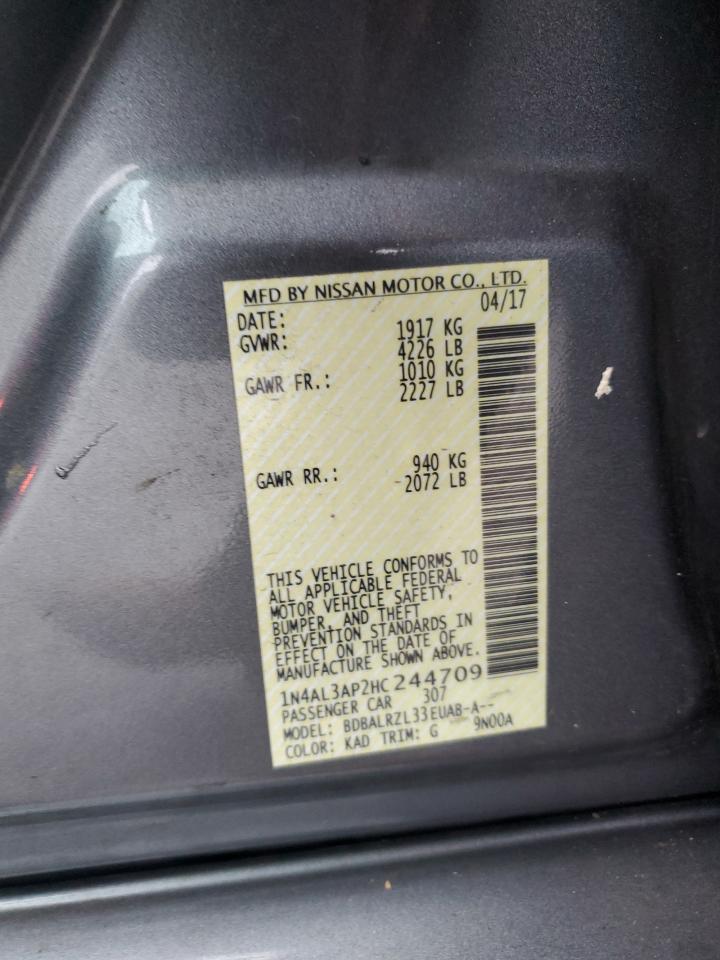 MFD BY NISSAN MOTOR CO., LTD.
DATE: 04/17
GVWR: 1917 KG
4226 LB
GAWR FR.: 1010 KG
2227 LB
GAWR RR.: 940 KG
2072 LB
THIS VEHICLE CONFORMS TO
ALL APPLICABLE FEDERAL
MOTOR VEHICLE SAFETY,
BUMPER, AND THEFT
PREVENTION STANDARDS IN
EFFECT ON THE DATE OF
MANUFACTURE SHOWN ABOVE.
1N4AL3AP2HC244709
PASSENGER CAR 307
MODEL: BDBALRZL33EUAB-A--
COLOR: KAD TRIM: G 9N00A